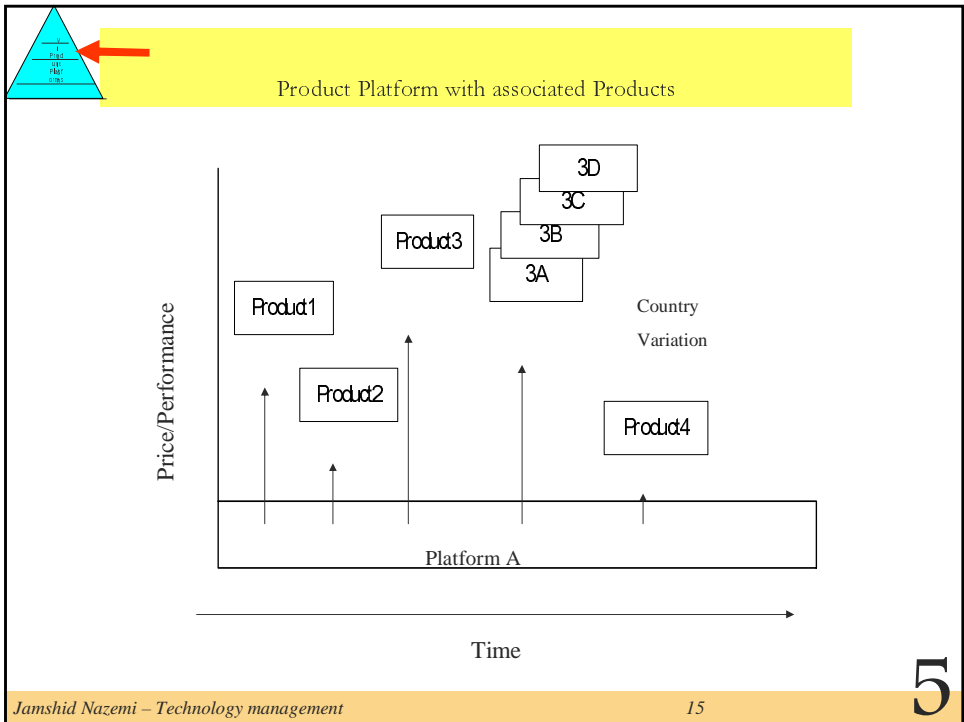 Product Platform with associated Products
3D
3C
3B
3A
Product3
Product1
Product2
Product4
Country
Variation
Price/Performance
Platform A
Time
Jamshid Nazemi – Technology management
15
5